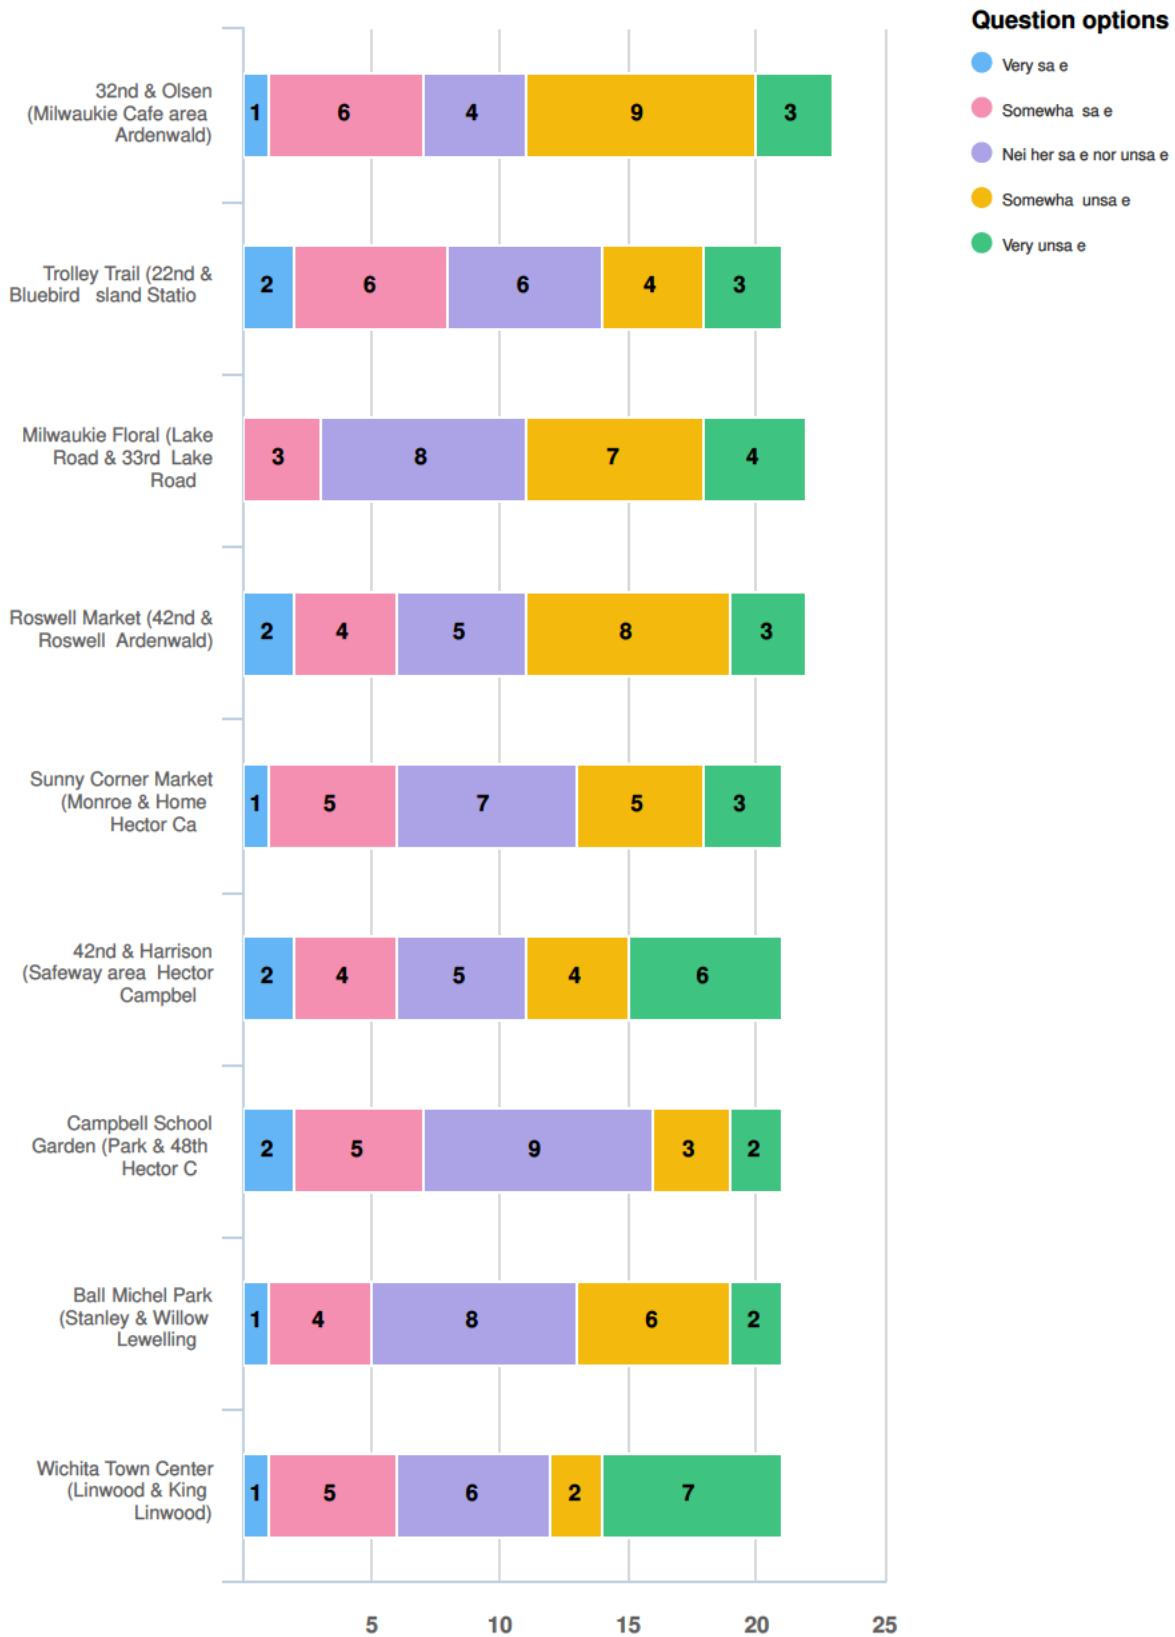 Question options
Very sa e
Somewha sa e
Nei her sa e nor unsa e
Somewha unsa e
Very unsa e
32nd & Olsen
(Milwaukie Cafe area
Ardenwald)
1 6 4 9 3
Trolley Trail (22nd &
Bluebird sland Statio
2 6 6 4 3
Milwaukie Floral (Lake
Road & 33rd Lake
Road
3 8 7 4
Roswell Market (42nd &
Roswell Ardenwald)
2 4 5 8 3
Sunny Corner Market
(Monroe & Home
Hector Ca
1 5 7 5 3
42nd & Harrison
(Safeway area Hector
Campbel
2 4 5 4 6
Campbell School
Garden (Park & 48th
Hector C
2 5 9 3 2
Ball Michel Park
(Stanley & Willow
Lewelling
1 4 8 6 2
Wichita Town Center
(Linwood & King
Linwood)
1 5 6 2 7
5 10 15 20 25